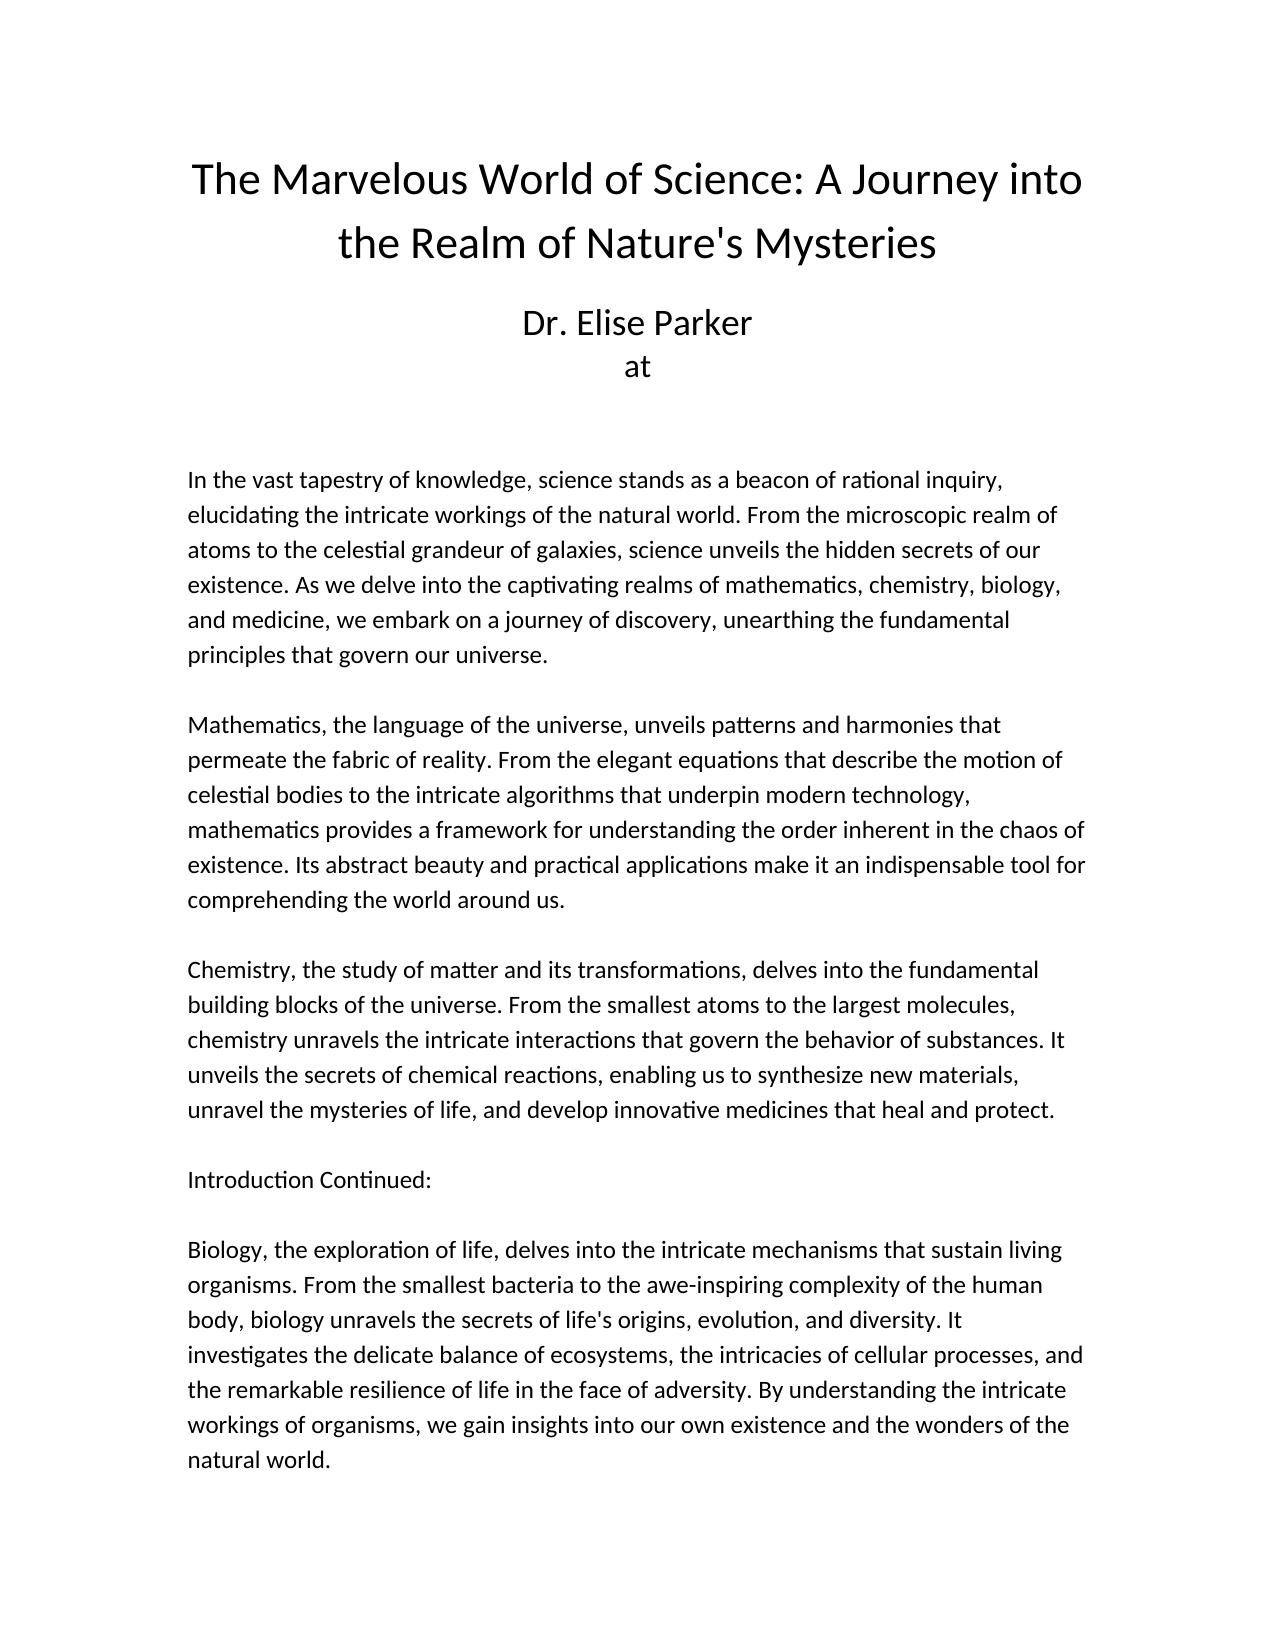 The Marvelous World of Science: A Journey into
the Realm of Nature's Mysteries
Dr. Elise Parker
at
In the vast tapestry of knowledge, science stands as a beacon of rational inquiry,
elucidating the intricate workings of the natural world. From the microscopic realm of
atoms to the celestial grandeur of galaxies, science unveils the hidden secrets of our
existence. As we delve into the captivating realms of mathematics, chemistry, biology,
and medicine, we embark on a journey of discovery, unearthing the fundamental
principles that govern our universe.
Mathematics, the language of the universe, unveils patterns and harmonies that
permeate the fabric of reality. From the elegant equations that describe the motion of
celestial bodies to the intricate algorithms that underpin modern technology,
mathematics provides a framework for understanding the order inherent in the chaos of
existence. Its abstract beauty and practical applications make it an indispensable tool for
comprehending the world around us.
Chemistry, the study of matter and its transformations, delves into the fundamental
building blocks of the universe. From the smallest atoms to the largest molecules,
chemistry unravels the intricate interactions that govern the behavior of substances. It
unveils the secrets of chemical reactions, enabling us to synthesize new materials,
unravel the mysteries of life, and develop innovative medicines that heal and protect.
Introduction Continued:
Biology, the exploration of life, delves into the intricate mechanisms that sustain living
organisms. From the smallest bacteria to the awe-inspiring complexity of the human
body, biology unravels the secrets of life's origins, evolution, and diversity. It
investigates the delicate balance of ecosystems, the intricacies of cellular processes, and
the remarkable resilience of life in the face of adversity. By understanding the intricate
workings of organisms, we gain insights into our own existence and the wonders of the
natural world.